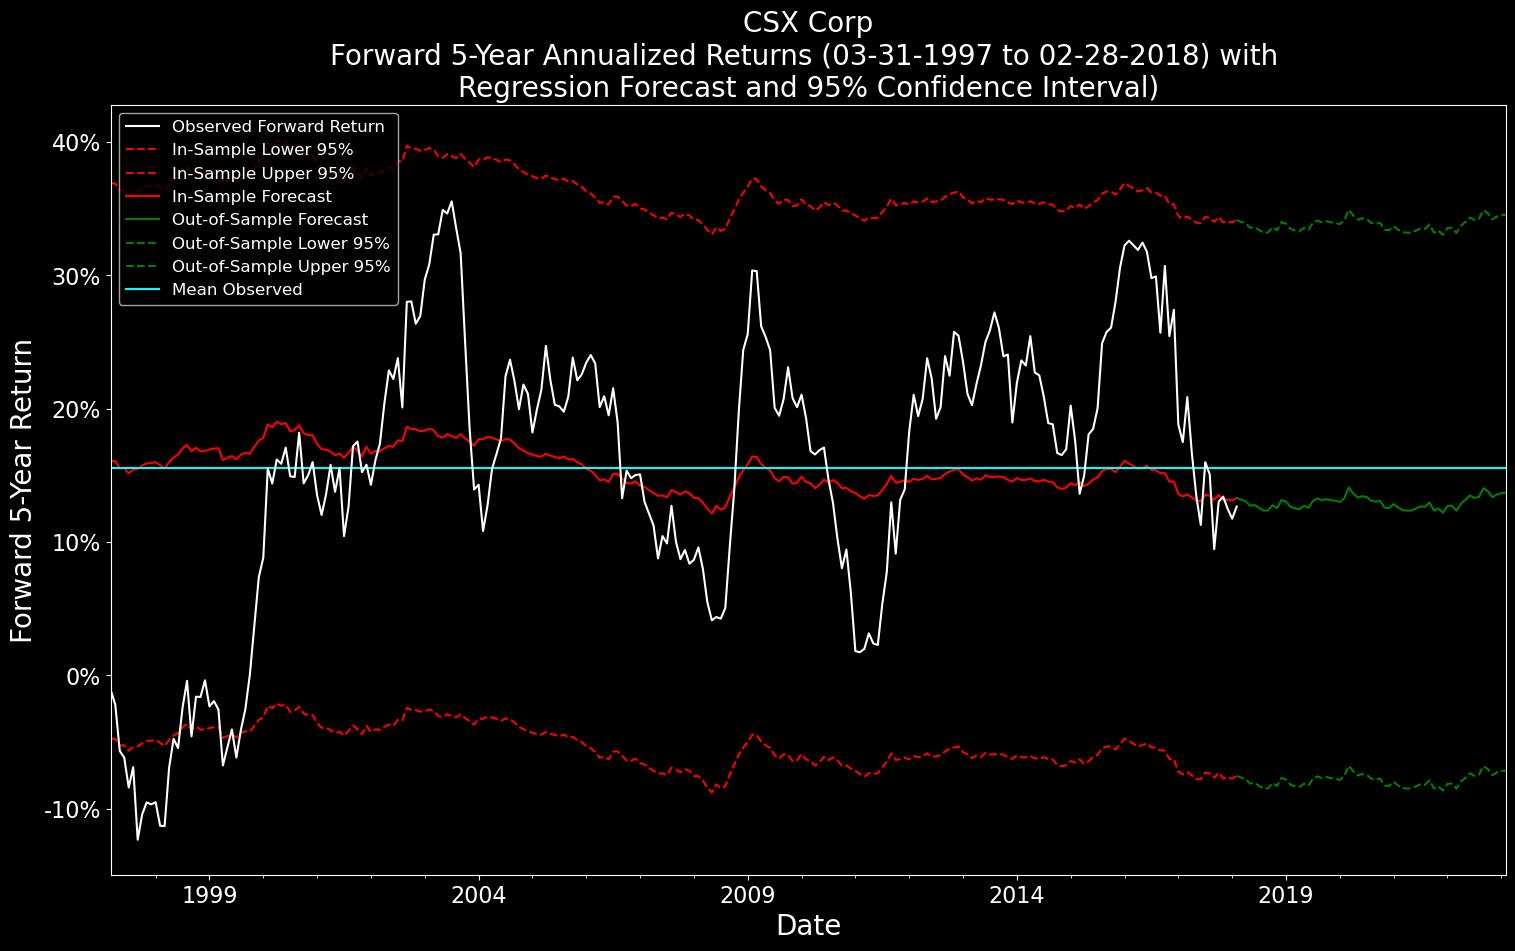 CSX Corp
Forward 5-Year Annualized Returns (03-31-1997 to 02-28-2018) with
Regression Forecast and 95% Confidence Interval)
Observed Forward Return
In-Sample Lower 95%
In-Sample Upper 95%
In-Sample Forecast
Out-of-Sample Forecast
Out-of-Sample Lower 95%
Out-of-Sample Upper 95%
Mean Observed
Forward 5-Year Return
40%
30%
20%
10%
0%
-10%
1999 2004 2009 2014 2019
Date